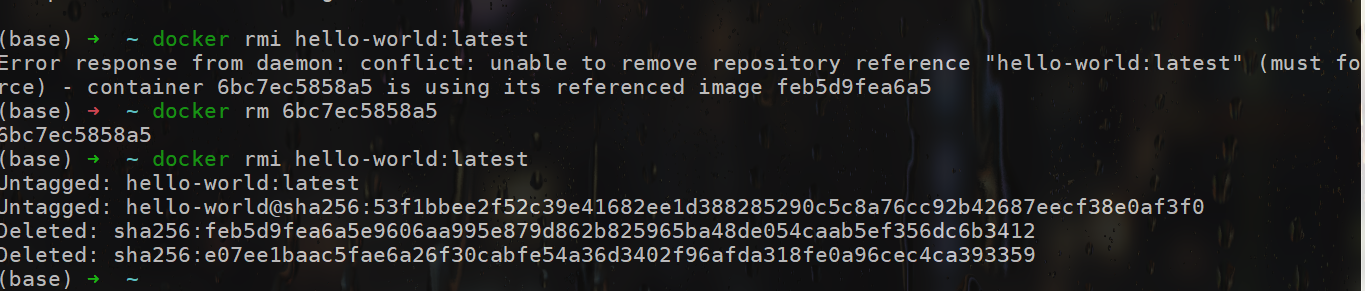 (base) ➜ ~ docker rmi hello-world:latest
Error response from daemon: conflict: unable to remove repository reference "hello-world:latest" (must fo
rce) - container 6bc7ec5858a5 is using its referenced image feb5d9fea6a5
(base) ➜ ~ docker rm 6bc7ec5858a5
6bc7ec5858a5
(base) ➜ ~ docker rmi hello-world:latest
Untagged: hello-world:latest
Untagged: hello-world@sha256:53f1bbee2f52c39e41682ee1d388285290c5c8a76cc92b42687eecf38e0af3f0
Deleted: sha256:feb5d9fea6a5e9606aa995e879d862b825965ba48de054caab5ef356dc6b3412
Deleted: sha256:e07ee1baac5fae6a26f30cabfe54a36d3402f96afda318fe0a96cec4ca393359
(base) ➜ ~